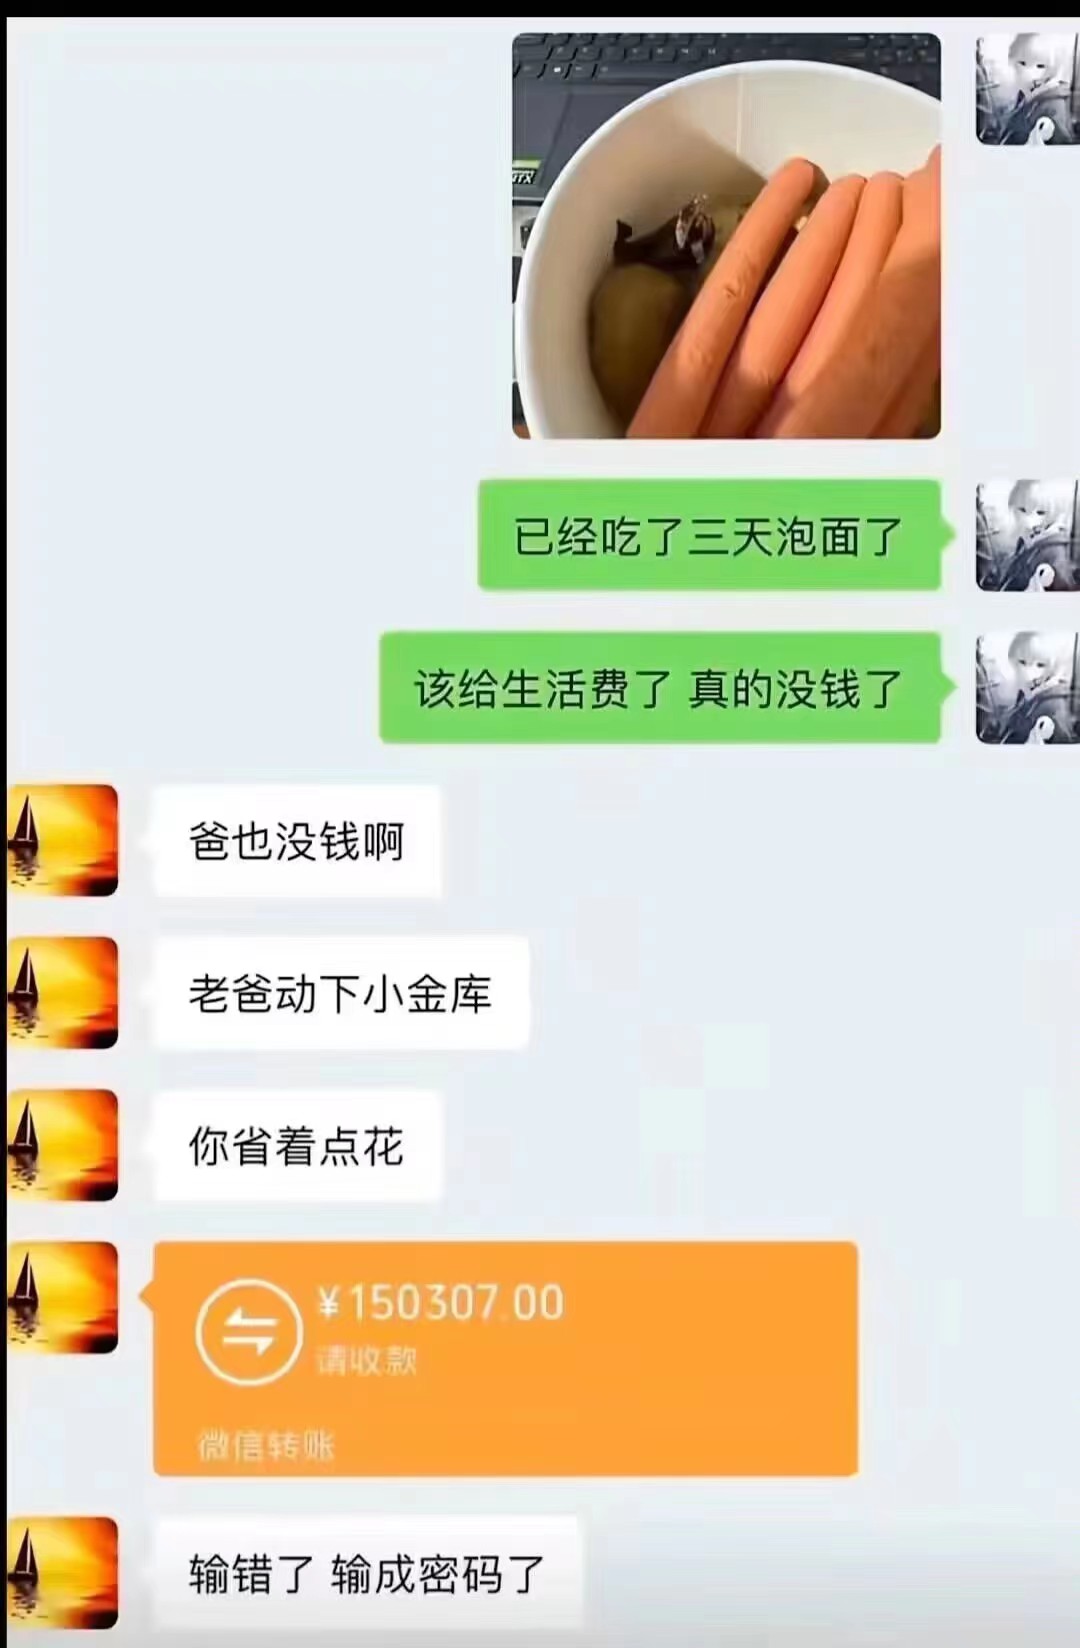 RTX
已经吃了三天泡面了
该给生活费了 真的没钱了
爸也没钱啊
老爸动下小金库
你省着点花
¥150307.00
请收款
微信转账
输错了 输成密码了